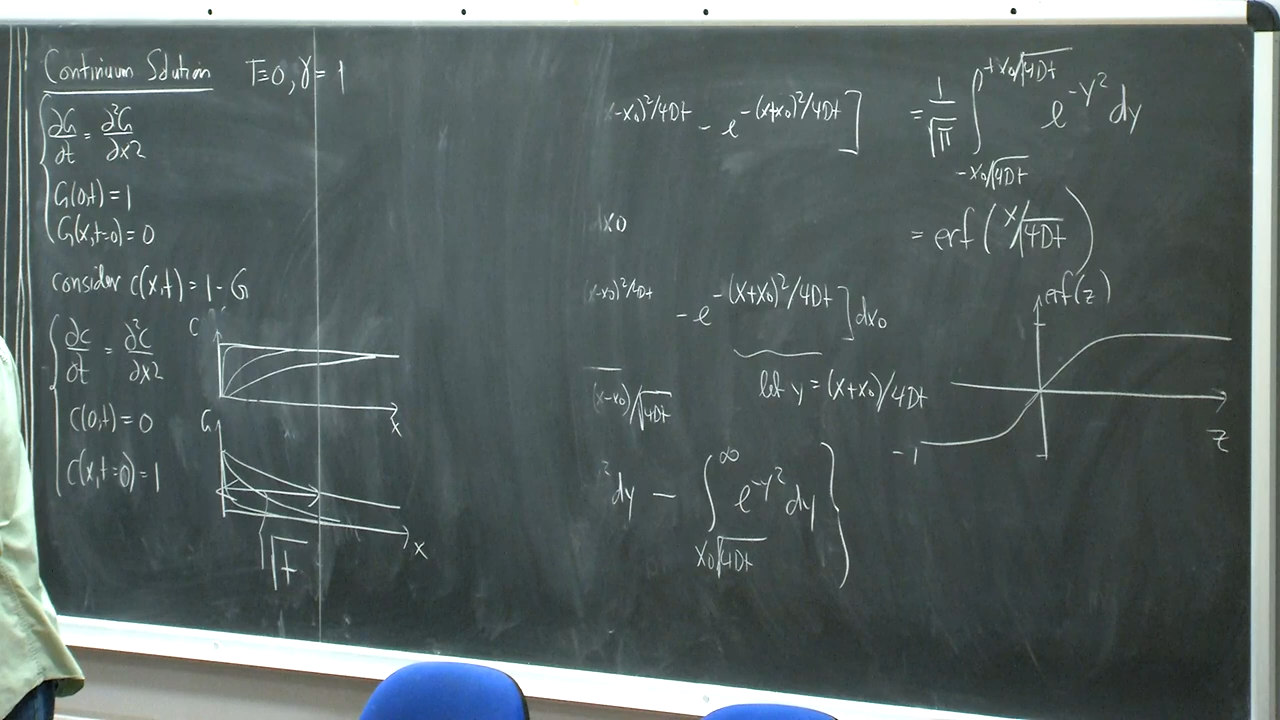 Continuum Solution T=0, γ=1
∂G/∂t = ∂²G/∂x2
G(0,t) = 1
G(x,t=0) = 0
consider c(x,t) = 1 - G
∂c/∂t = ∂²c/∂x2
c(0,t) = 0
c(x,t=0) = 1
C
x
G
x
√t
x-x0)²/4Dt - e^-(x+x0)²/4Dt ]
dx0
(x-x0)²/4Dt - e^-(x+x0)²/4Dt ] dx0
(x-x0)/√4Dt
let y = (x+x0)/4Dt
² dy - ∫_{x0/√4Dt}^{∞} e^-y² dy }
= 1/√π ∫_{-x0/√4Dt}^{+x0/√4Dt} e^-y² dy
= erf ( x/√4Dt )
erf(z)
-1
z